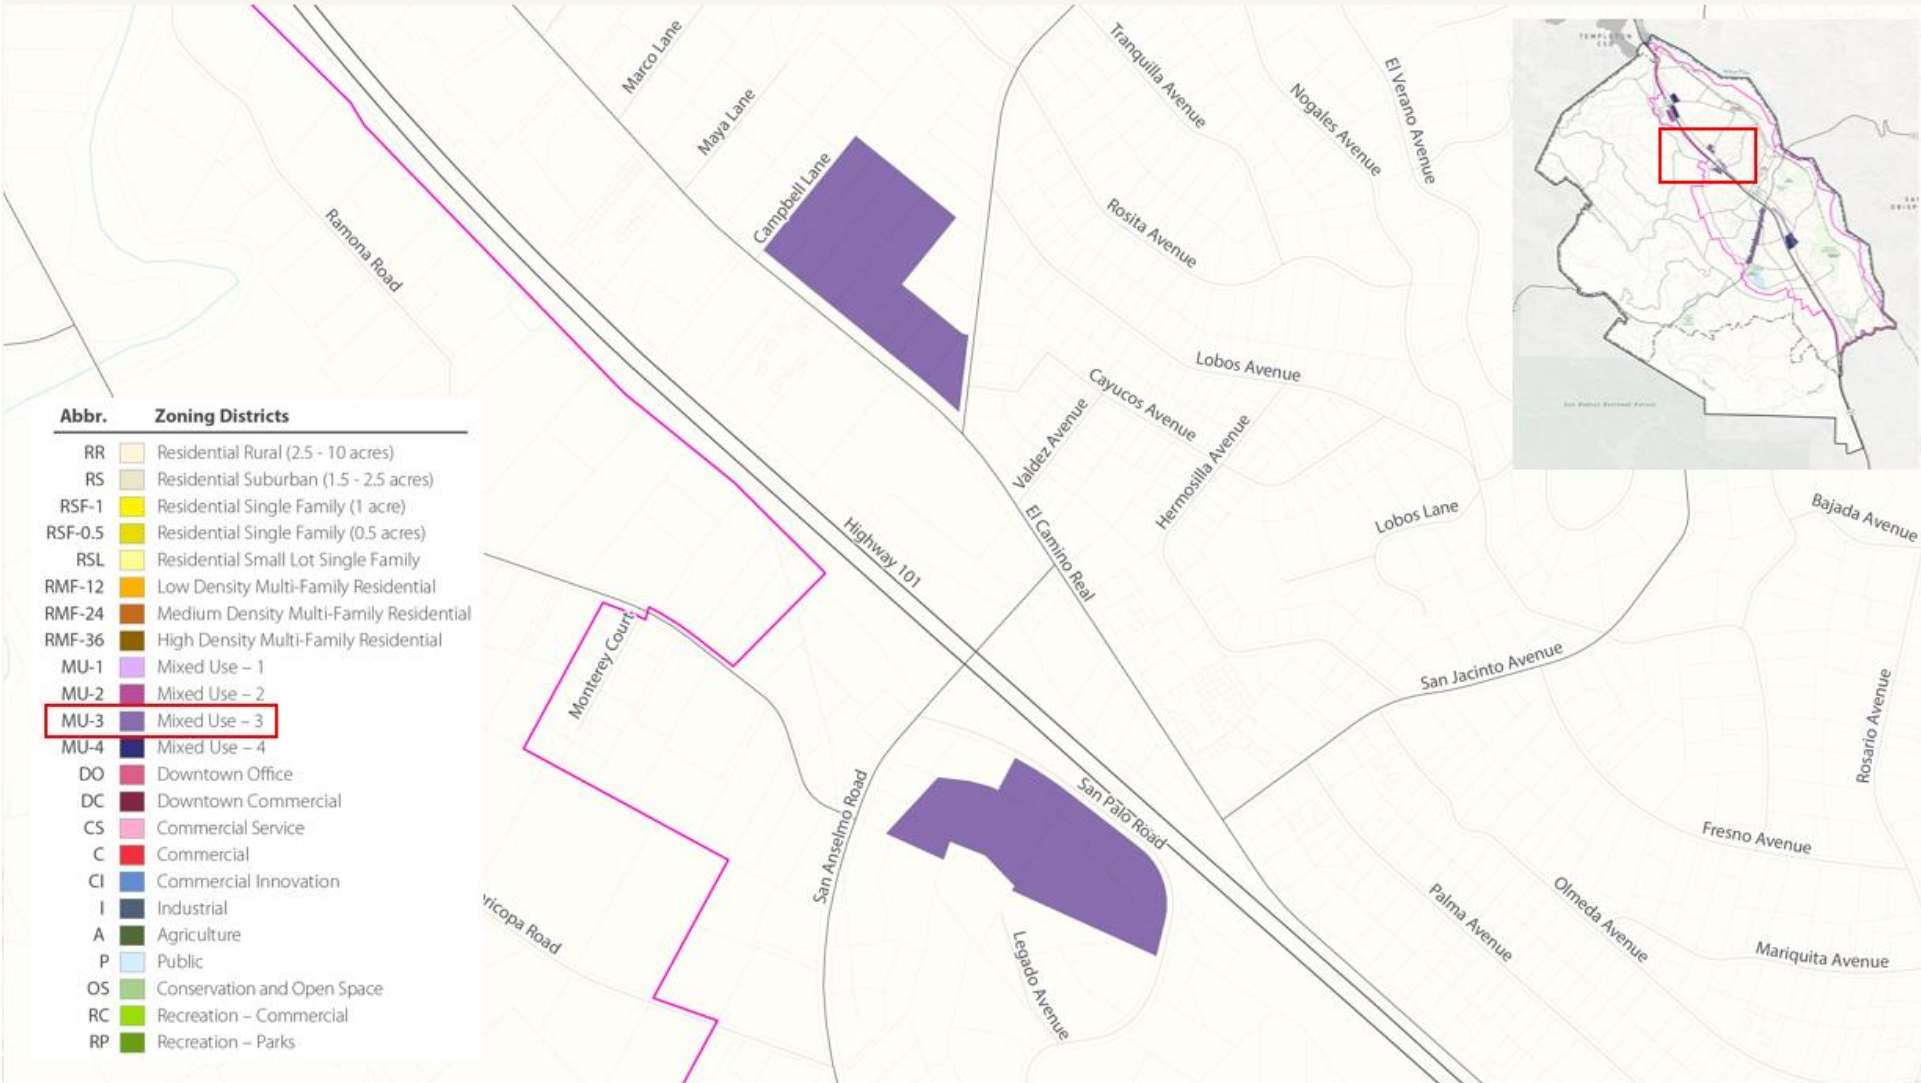 Marco Lane
Maya Lane
Campbell Lane
Tranquilla Avenue
Nogales Avenue
El Verano Avenue
Rosita Avenue
Ramona Road
Lobos Avenue
Cayucos Avenue
Valdez Avenue
Hermosilla Avenue
Lobos Lane
Bajada Avenue
El Camino Real
Highway 101
Monterey Court
San Jacinto Avenue
Rosario Avenue
San Anselmo Road
San Palo Road
Fresno Avenue
Palma Avenue
Olmeda Avenue
Mariquita Avenue
Legado Avenue
ricopa Road
TEMPLETON
CSD
Abbr. Zoning Districts
RR Residential Rural (2.5 - 10 acres)
RS Residential Suburban (1.5 - 2.5 acres)
RSF-1 Residential Single Family (1 acre)
RSF-0.5 Residential Single Family (0.5 acres)
RSL Residential Small Lot Single Family
RMF-12 Low Density Multi-Family Residential
RMF-24 Medium Density Multi-Family Residential
RMF-36 High Density Multi-Family Residential
MU-1 Mixed Use – 1
MU-2 Mixed Use – 2
MU-3 Mixed Use – 3
MU-4 Mixed Use – 4
DO Downtown Office
DC Downtown Commercial
CS Commercial Service
C Commercial
CI Commercial Innovation
I Industrial
A Agriculture
P Public
OS Conservation and Open Space
RC Recreation – Commercial
RP Recreation – Parks